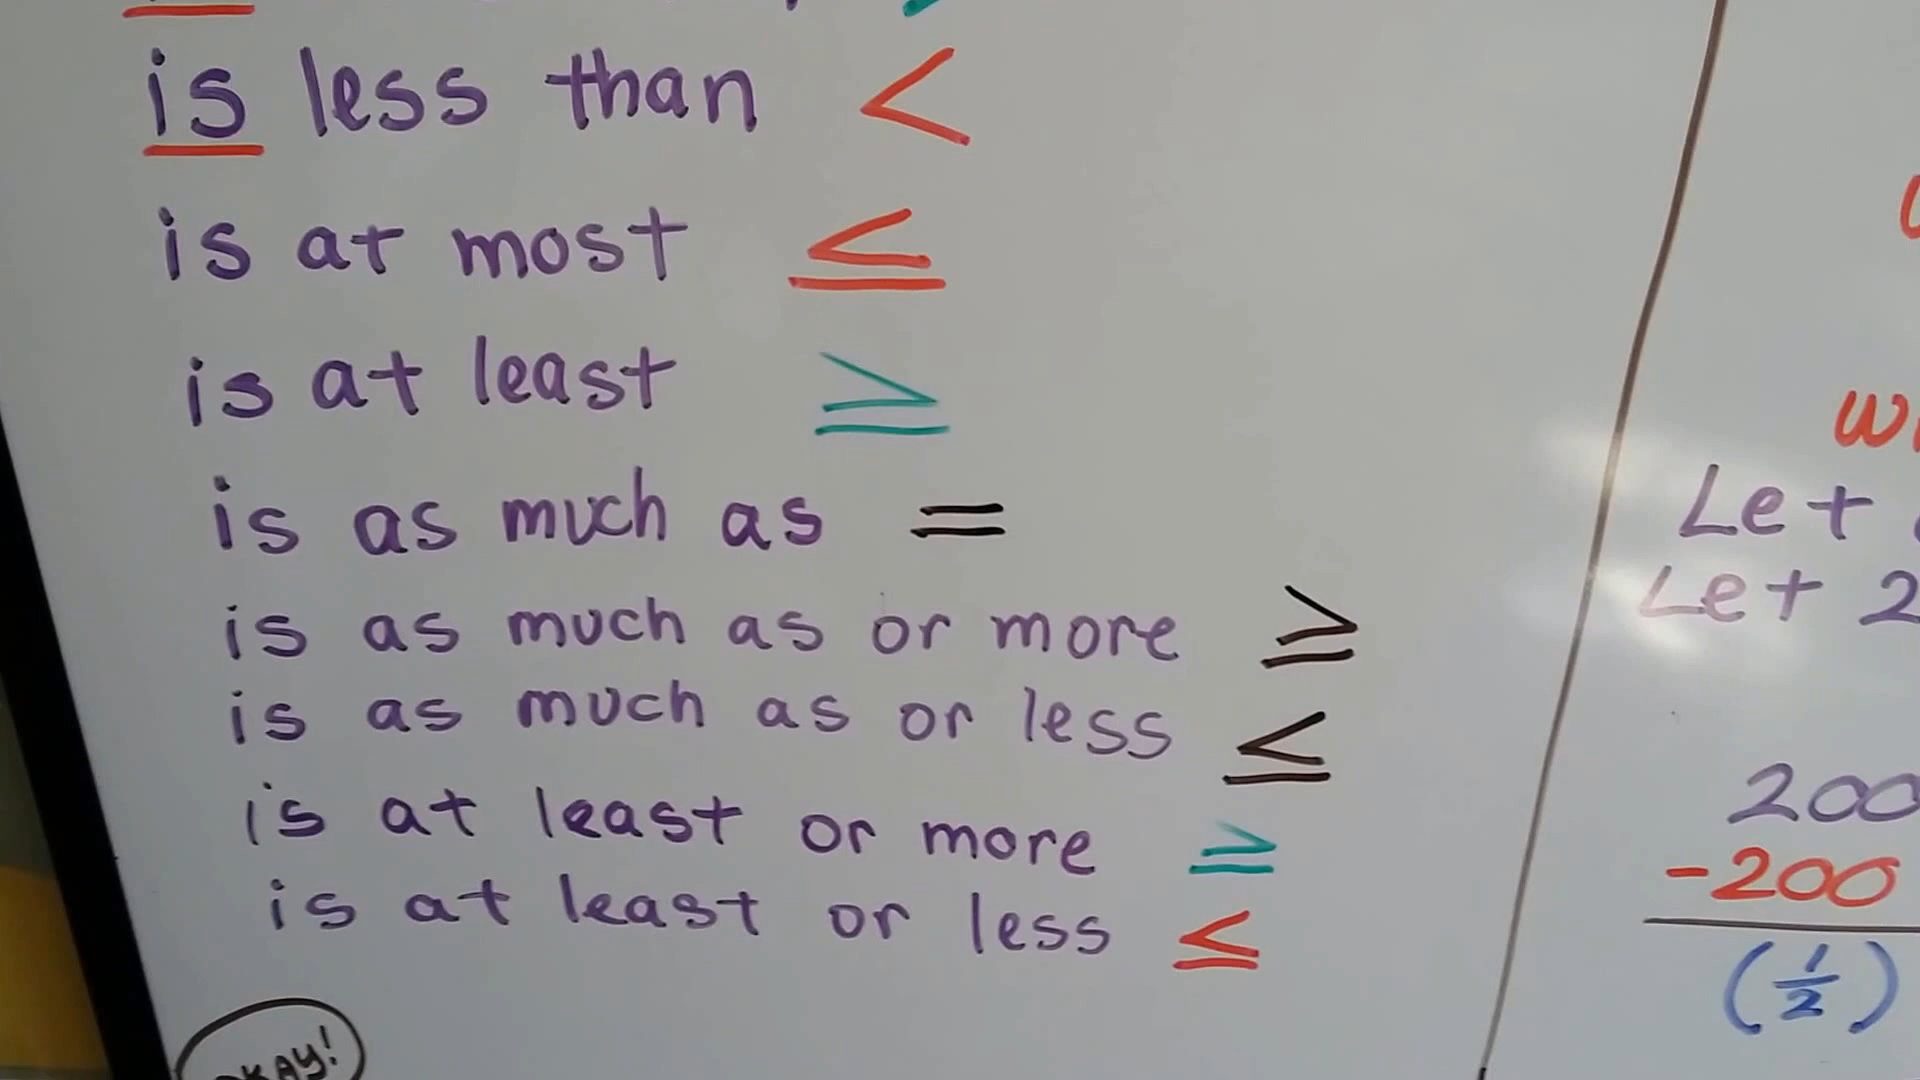 is less than <
is at most ≤
is at least ≥
is as much as =
is as much as or more ≥
is as much as or less ≤
is at least or more ≥
is at least or less ≤
OKAY!
Let
Let 2
200
-200
(1/2)